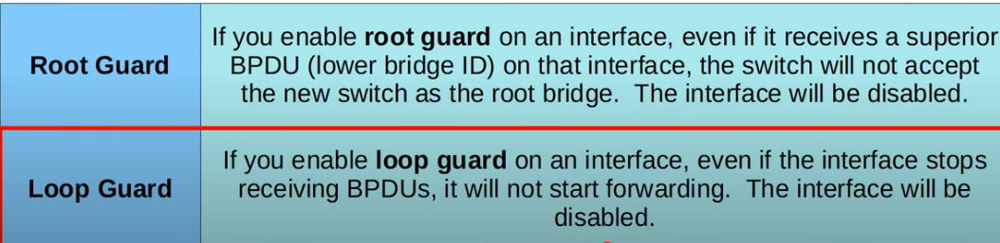 Root Guard
If you enable root guard on an interface, even if it receives a superior
BPDU (lower bridge ID) on that interface, the switch will not accept
the new switch as the root bridge.  The interface will be disabled.
Loop Guard
If you enable loop guard on an interface, even if the interface stops
receiving BPDUs, it will not start forwarding.  The interface will be
disabled.